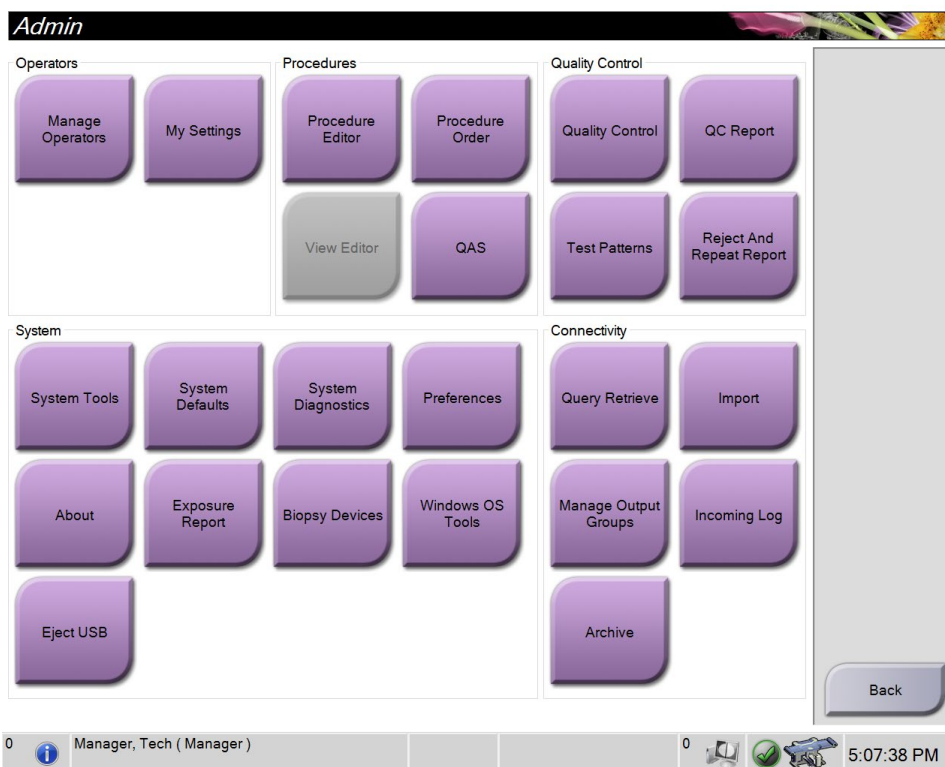 Admin
Operators
Manage
Operators
My Settings
Procedures
Procedure
Editor
Procedure
Order
View Editor
QAS
Quality Control
Quality Control
QC Report
Test Patterns
Reject And
Repeat Report
System
System Tools
System
Defaults
System
Diagnostics
Preferences
About
Exposure
Report
Biopsy Devices
Windows OS
Tools
Eject USB
Connectivity
Query Retrieve
Import
Manage Output
Groups
Incoming Log
Archive
Back
0
Manager, Tech ( Manager )
0
5:07:38 PM